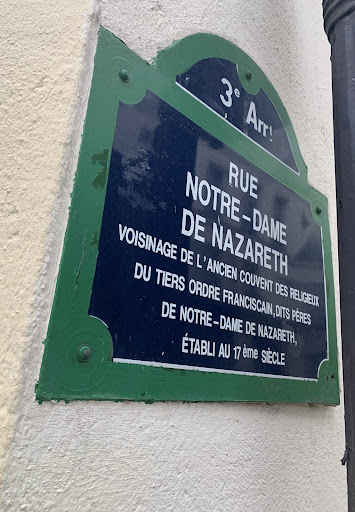 3e Arrt
RUE
NOTRE-DAME
DE NAZARETH
VOISINAGE DE L'ANCIEN COUVENT DES RELIGIEUX
DU TIERS ORDRE FRANCISCAIN, DITS PÈRES
DE NOTRE-DAME DE NAZARETH,
ÉTABLI AU 17ème SIÈCLE